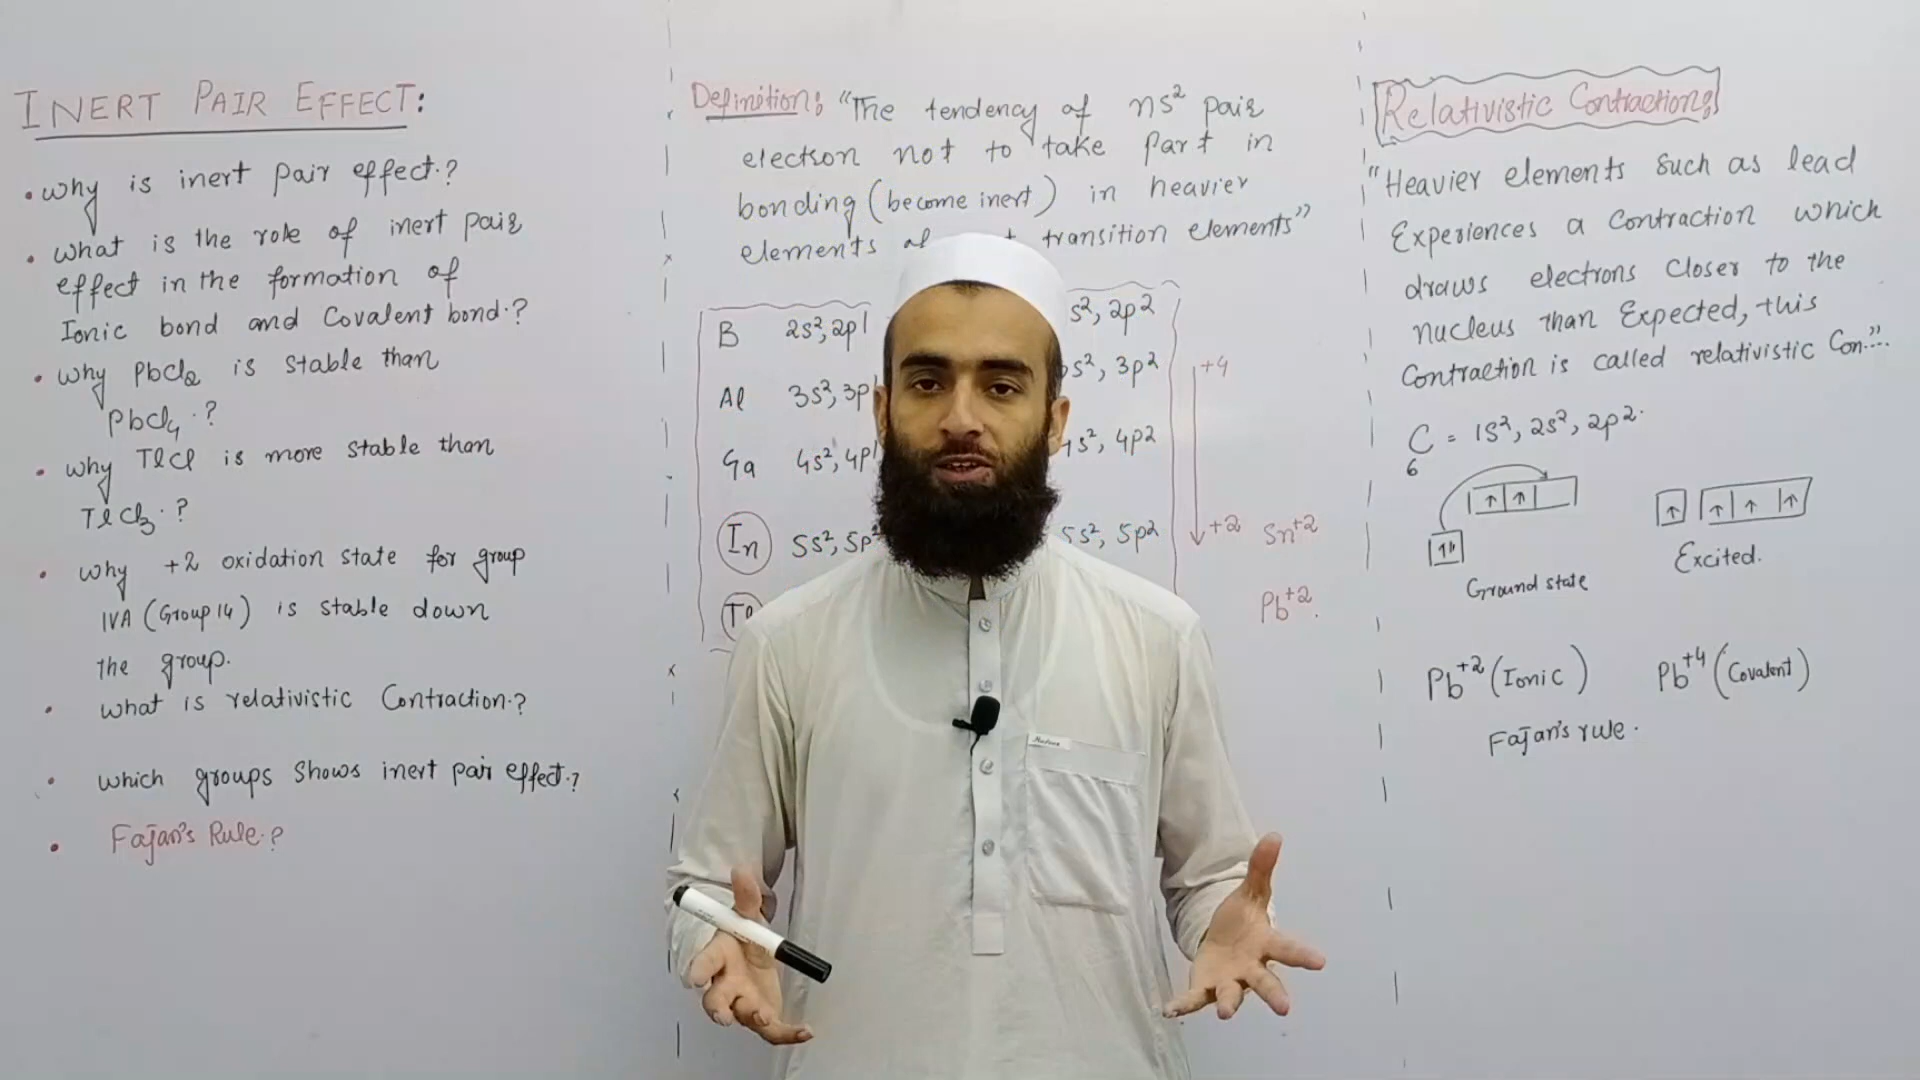 INERT PAIR EFFECT:
• why is inert pair effect.?
• what is the role of inert pair
effect in the formation of
Ionic bond and Covalent bond.?
• why PbCl2 is stable than
PbCl4.?
• why TlCl is more stable than
TlCl3.?
• why +2 oxidation state for group
IVA (Group 14) is stable down
the group.
• what is relativistic Contraction.?
• which groups shows inert pair effect.?
• Fajan's Rule.?
Definition: "The tendency of ns² pair
electron not to take part in
bonding (become inert) in heavier
elements transition elements"
B 2s², 2p¹ s², 2p²
Al 3s², 3p s², 3p²
Ga 4s², 4p¹ s², 4p²
In 5s², 5p 5s², 5p²
Tl
+4
+2 Sn+2
Pb+2.
Relativistic Contraction:
"Heavier elements such as lead
Experiences a contraction which
draws electrons closer to the
nucleus than Expected, this
Contraction is called relativistic Con...."
C = 1s², 2s², 2p².
6
Ground state
Excited.
Pb+2 (Ionic) Pb+4 (Covalent)
Fajan's rule.